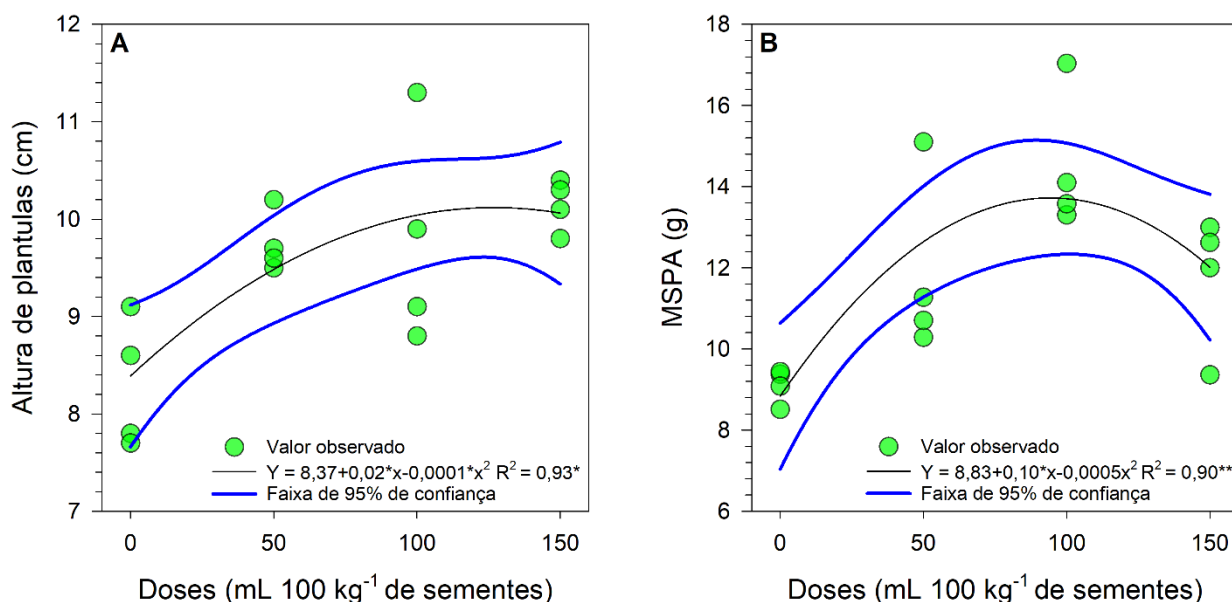 A
Altura de plantulas (cm)
12
11
10
9
8
7
Valor observado
Y = 8,37+0,02*x-0,0001*x² R² = 0,93*
Faixa de 95% de confiança
0 50 100 150
Doses (mL 100 kg⁻¹ de sementes)
B
MSPA (g)
18
16
14
12
10
8
6
Valor observado
Y = 8,83+0,10*x-0,0005x² R² = 0,90**
Faixa de 95% de confiança
0 50 100 150
Doses (mL 100 kg⁻¹ de sementes)